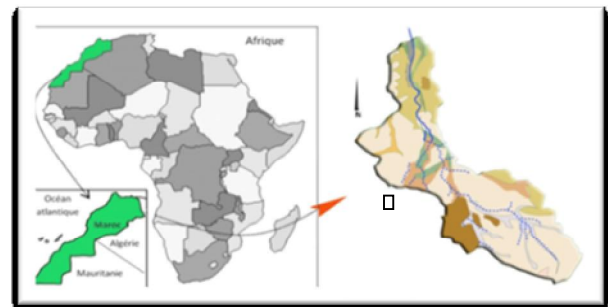 Afrique
N
Océan
atlantique
Maroc
Algérie
Mauritanie